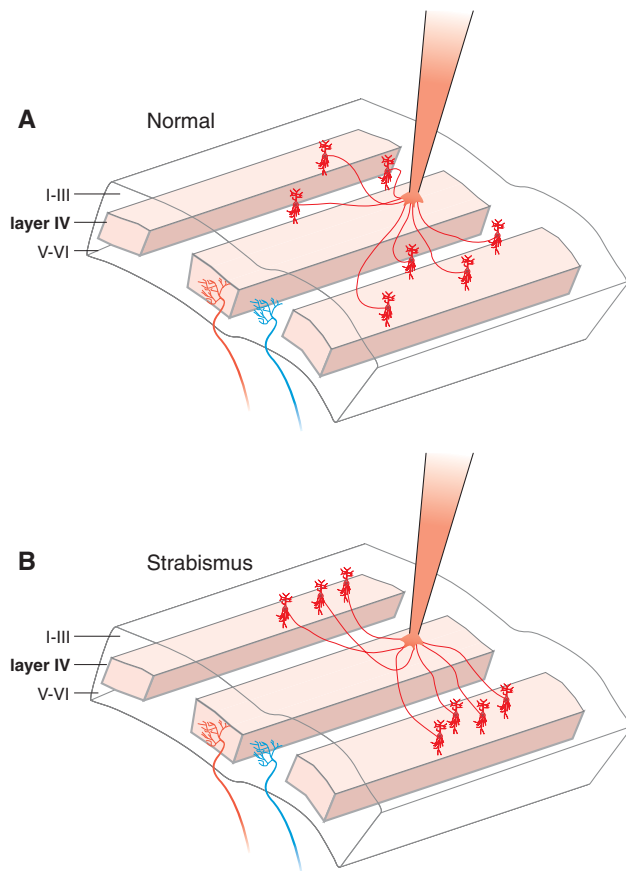 A
Normal
I-III
layer IV
V-VI
B
Strabismus
I-III
layer IV
V-VI